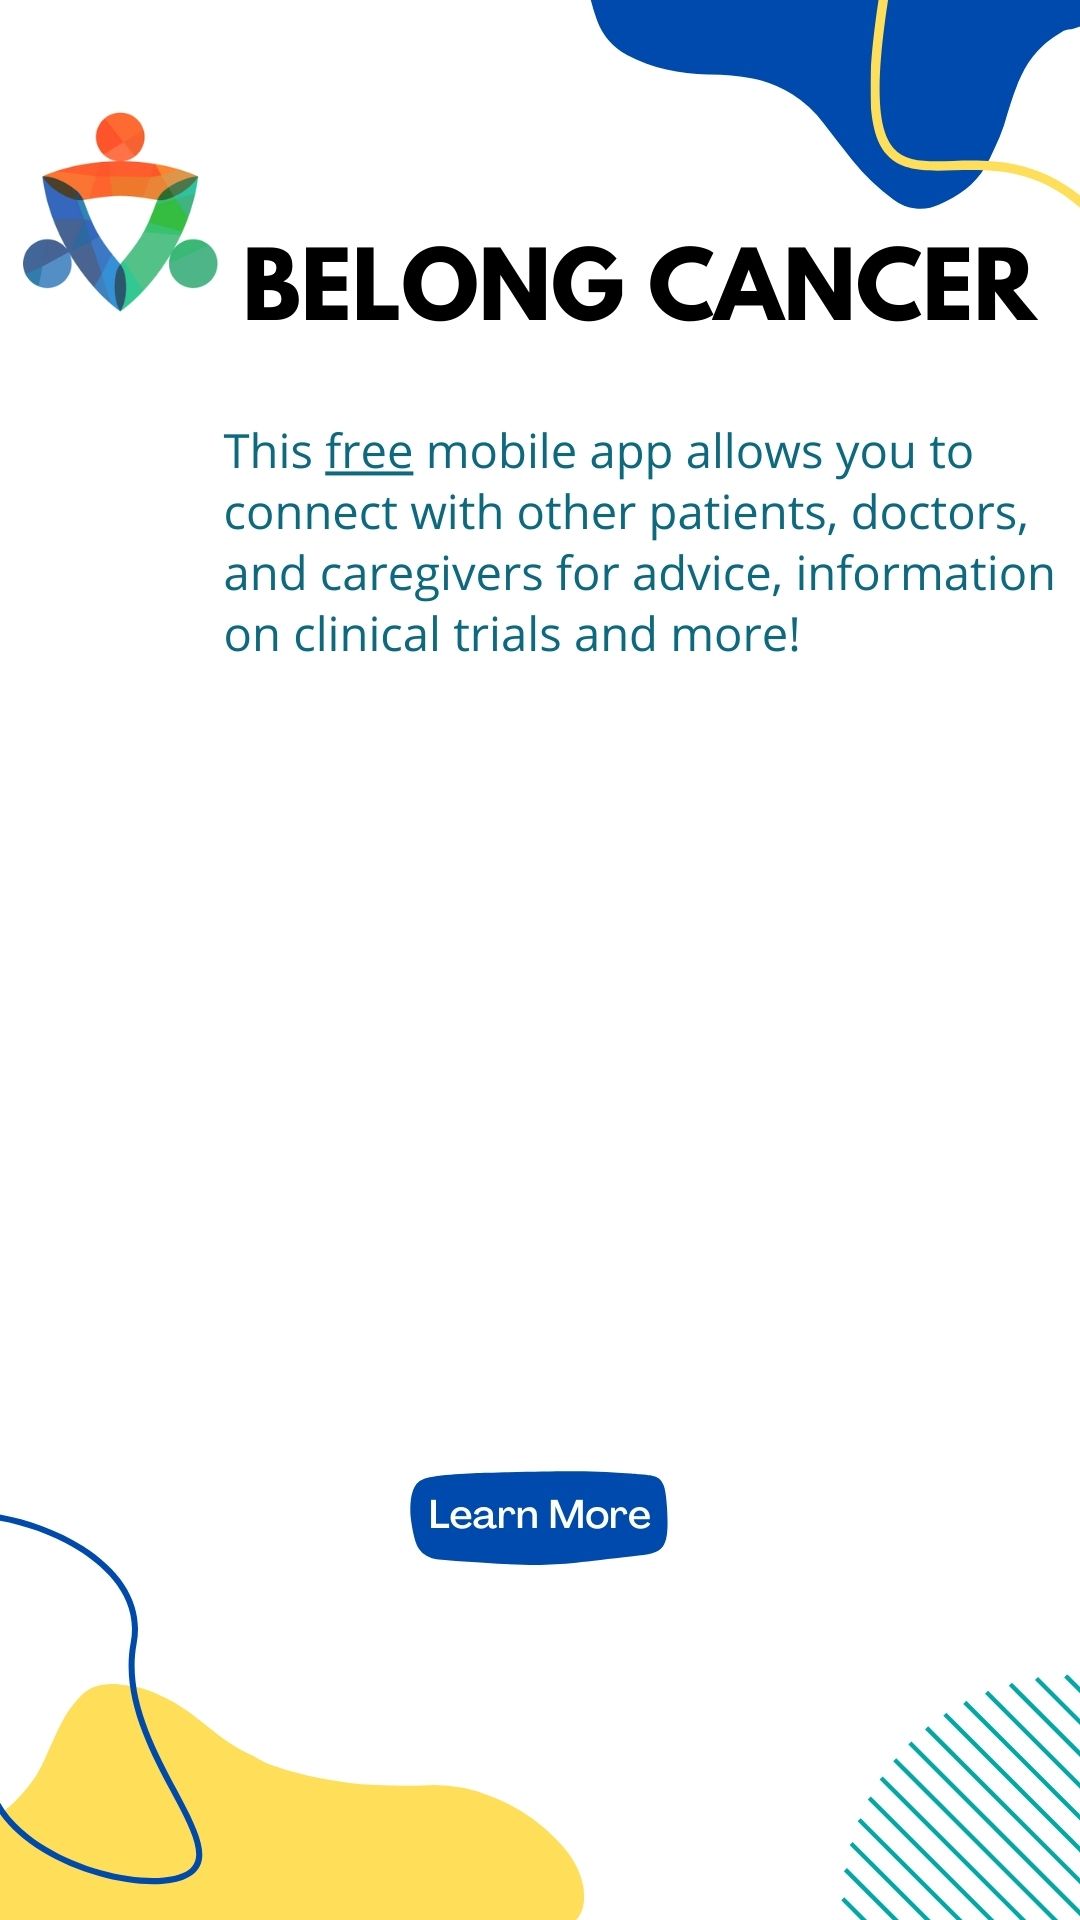 BELONG CANCER
This free mobile app allows you to
connect with other patients, doctors,
and caregivers for advice, information
on clinical trials and more!
Learn More